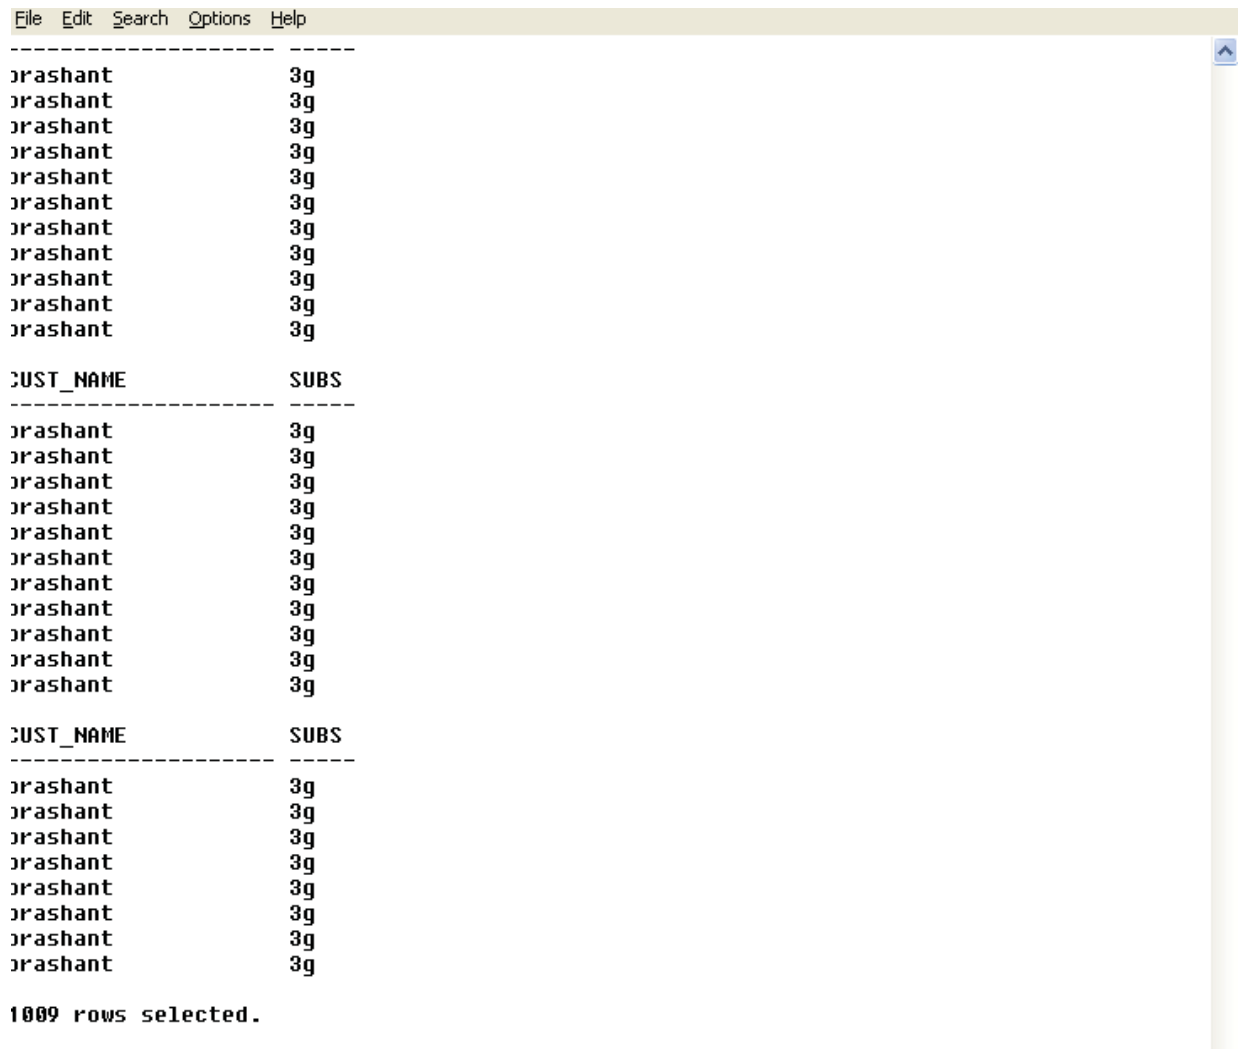 File Edit Search Options Help
-------------------- -----
prashant 3g
prashant 3g
prashant 3g
prashant 3g
prashant 3g
prashant 3g
prashant 3g
prashant 3g
prashant 3g
prashant 3g
prashant 3g
CUST_NAME SUBS
-------------------- -----
prashant 3g
prashant 3g
prashant 3g
prashant 3g
prashant 3g
prashant 3g
prashant 3g
prashant 3g
prashant 3g
prashant 3g
prashant 3g
CUST_NAME SUBS
-------------------- -----
prashant 3g
prashant 3g
prashant 3g
prashant 3g
prashant 3g
prashant 3g
prashant 3g
prashant 3g
1009 rows selected.